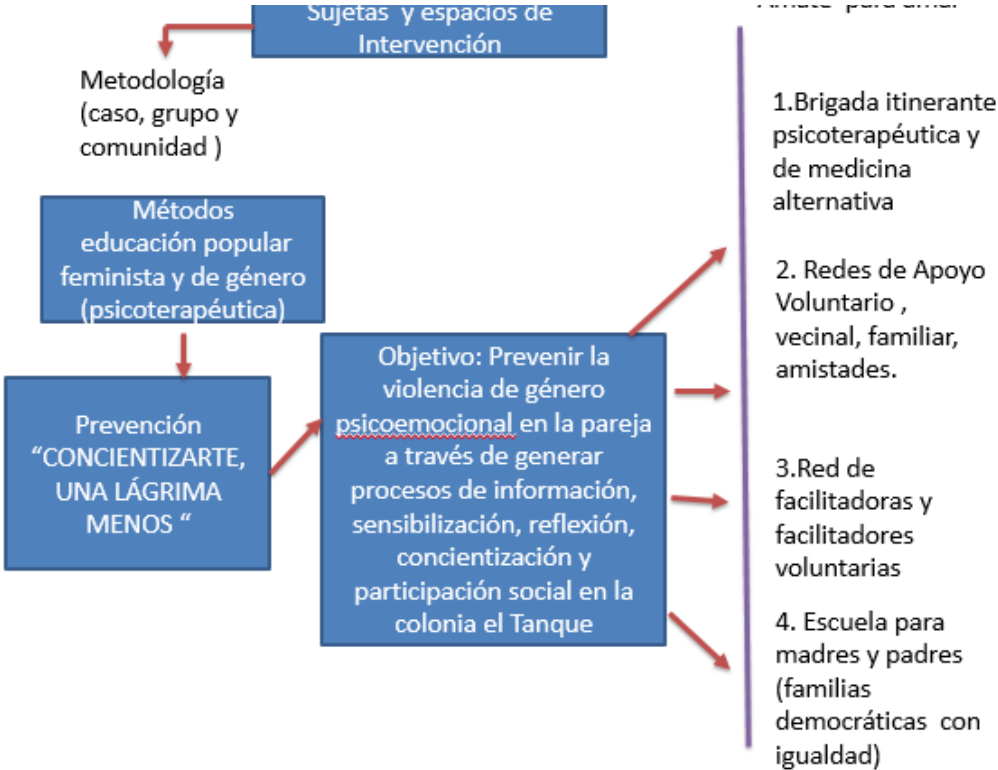 Sujetas y espacios de
Intervención
Metodología
(caso, grupo y
comunidad )
Métodos
educación popular
feminista y de género
(psicoterapéutica)
Prevención
“CONCIENTIZARTE,
UNA LÁGRIMA
MENOS “
Objetivo: Prevenir la
violencia de género
psicoemocional en la pareja
a través de generar
procesos de información,
sensibilización, reflexión,
concientización y
participación social en la
colonia el Tanque
para amar
1.Brigada itinerante
psicoterapéutica y
de medicina
alternativa
2. Redes de Apoyo
Voluntario ,
vecinal, familiar,
amistades.
3.Red de
facilitadoras y
facilitadores
voluntarias
4. Escuela para
madres y padres
(familias
democráticas con
igualdad)